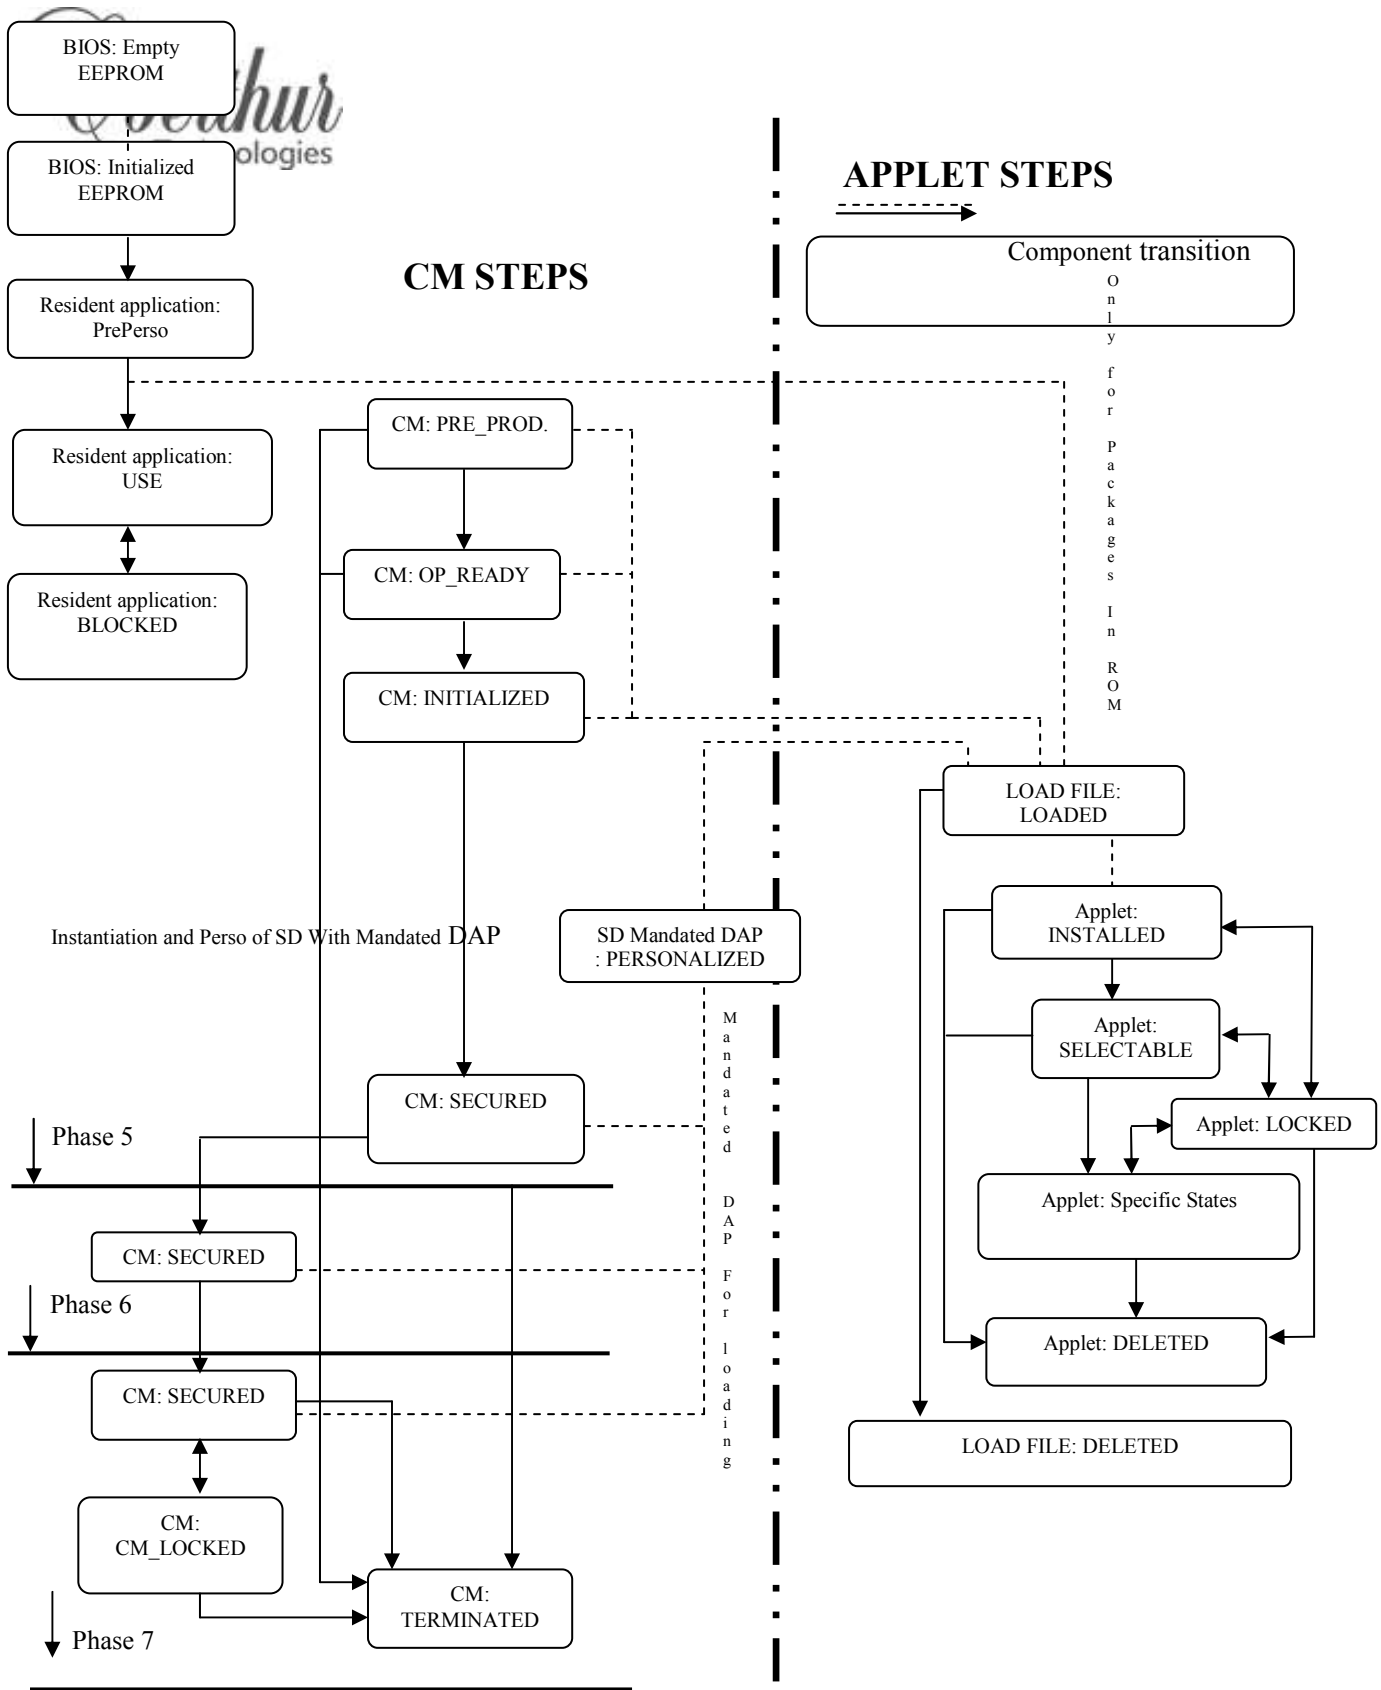 BIOS: Empty
EEPROM
BIOS: Initialized
EEPROM
ologies
APPLET STEPS
Component transition
CM STEPS
Resident application:
PrePerso
Only for Packages In ROM
CM: PRE_PROD.
Resident application:
USE
CM: OP_READY
Resident application:
BLOCKED
CM: INITIALIZED
LOAD FILE:
LOADED
Instantiation and Perso of SD With Mandated DAP
SD Mandated DAP
: PERSONALIZED
Applet:
INSTALLED
Mandated DAP For loading
Applet:
SELECTABLE
CM: SECURED
Applet: LOCKED
Phase 5
Applet: Specific States
CM: SECURED
Phase 6
Applet: DELETED
CM: SECURED
LOAD FILE: DELETED
CM:
CM_LOCKED
CM:
TERMINATED
Phase 7